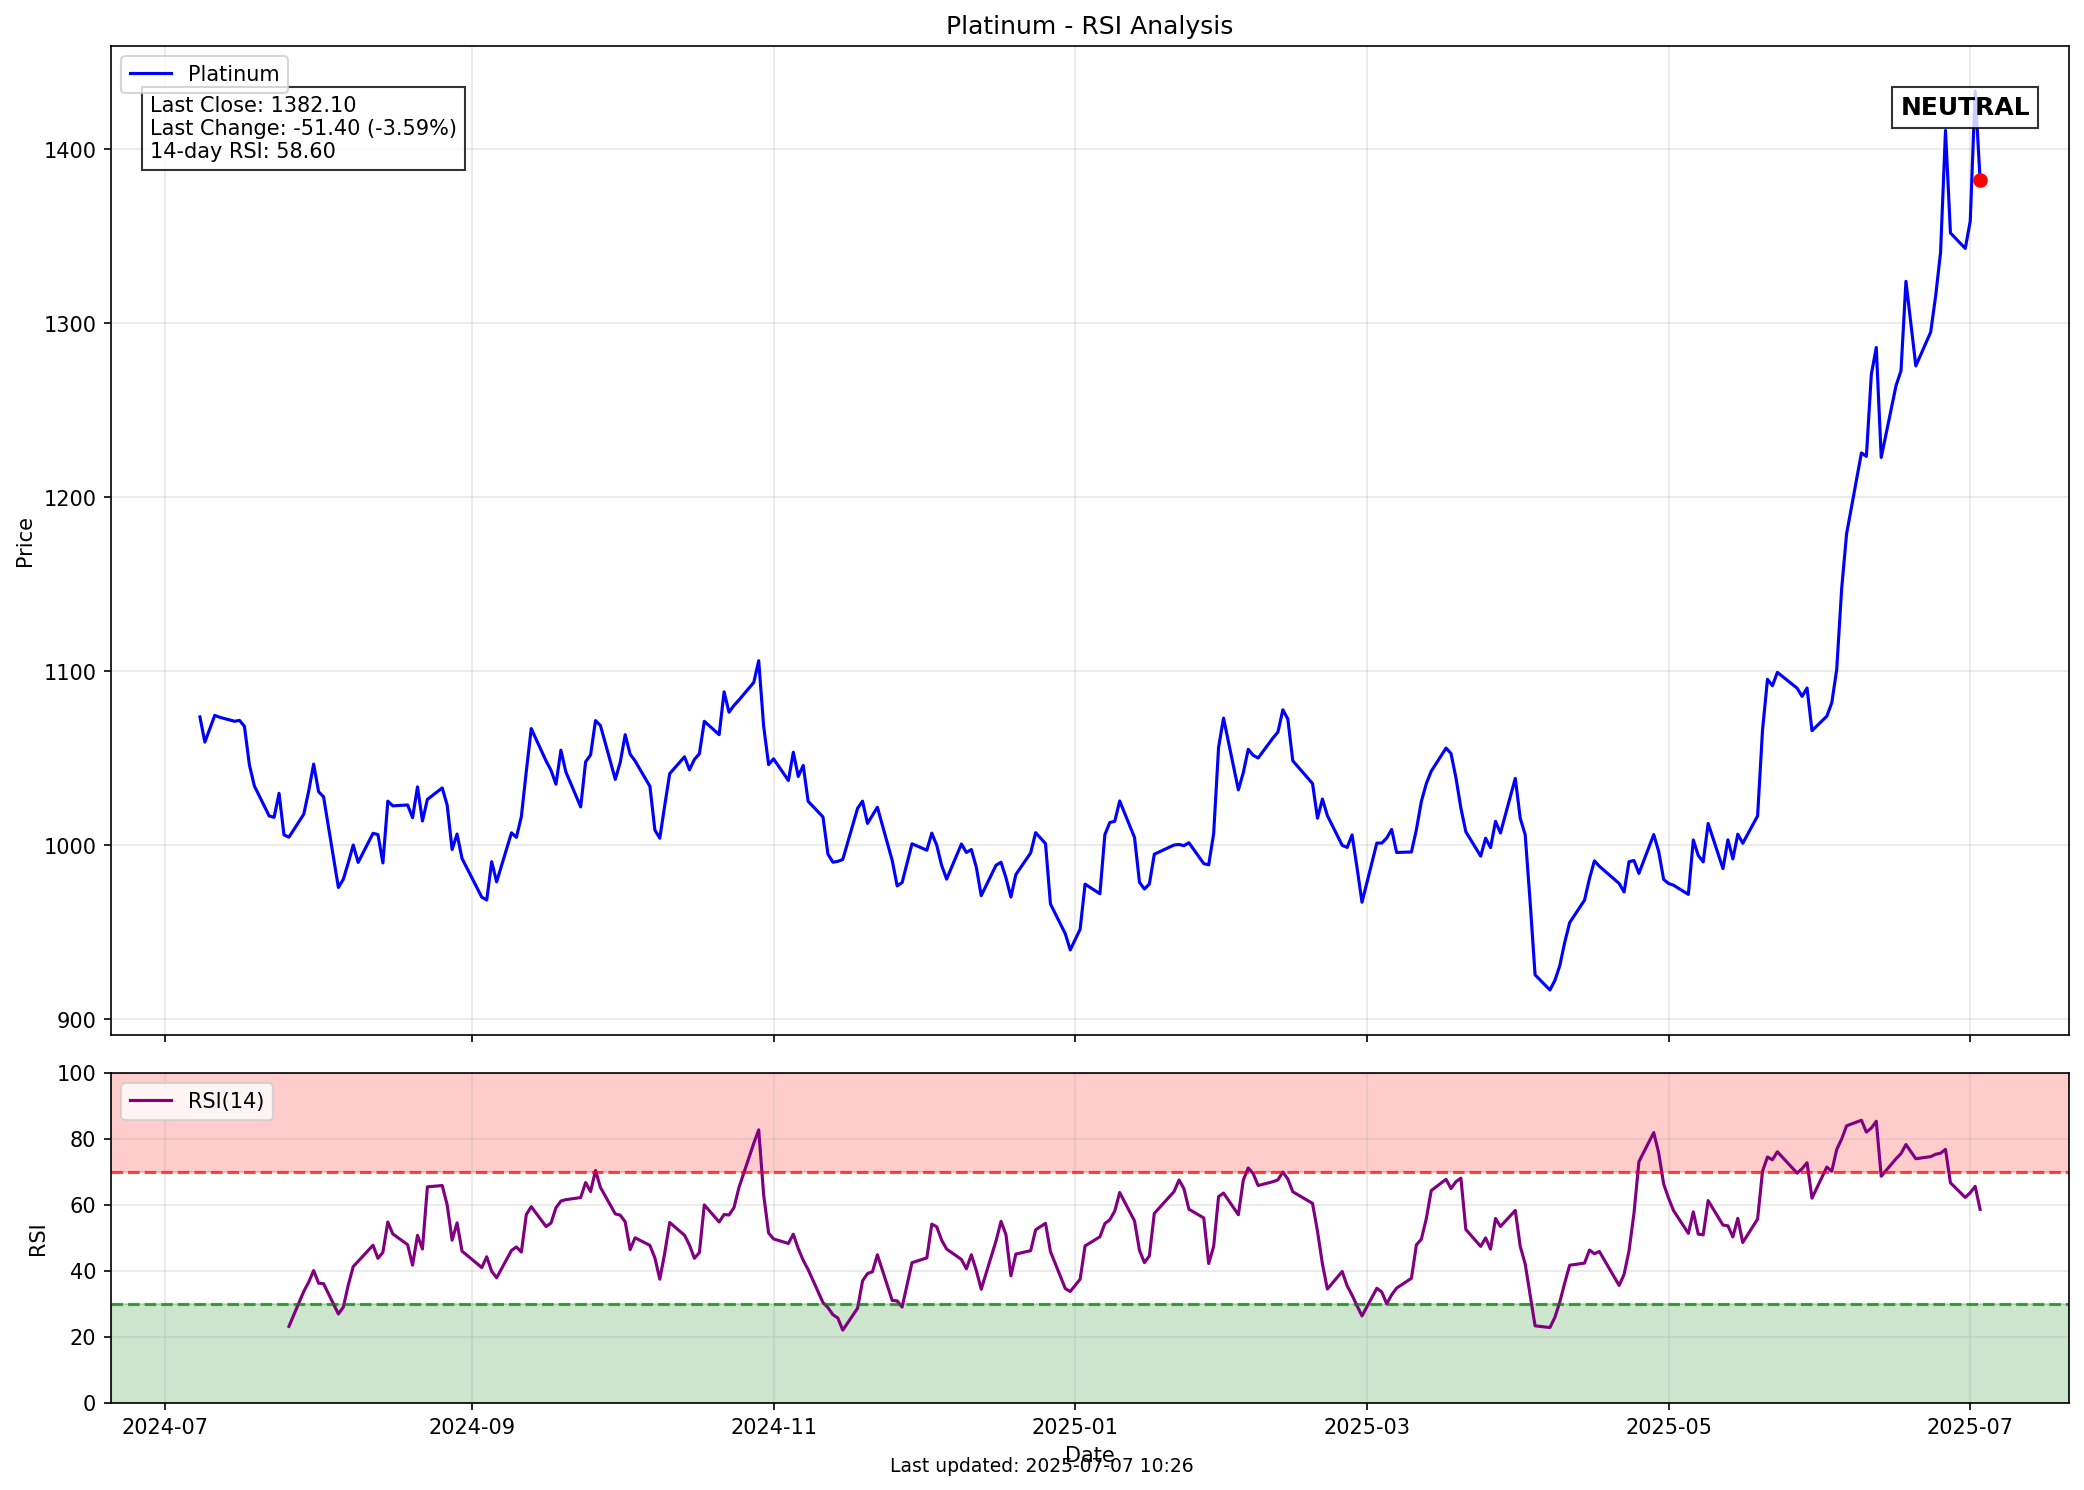 Platinum - RSI Analysis
Platinum
Last Close: 1382.10
Last Change: -51.40 (-3.59%)
14-day RSI: 58.60
NEUTRAL
1400
1300
1200
1100
1000
900
Price
RSI(14)
100
80
60
40
20
0
RSI
2024-07
2024-09
2024-11
2025-01
2025-03
2025-05
2025-07
Date
Last updated: 2025-07-07 10:26